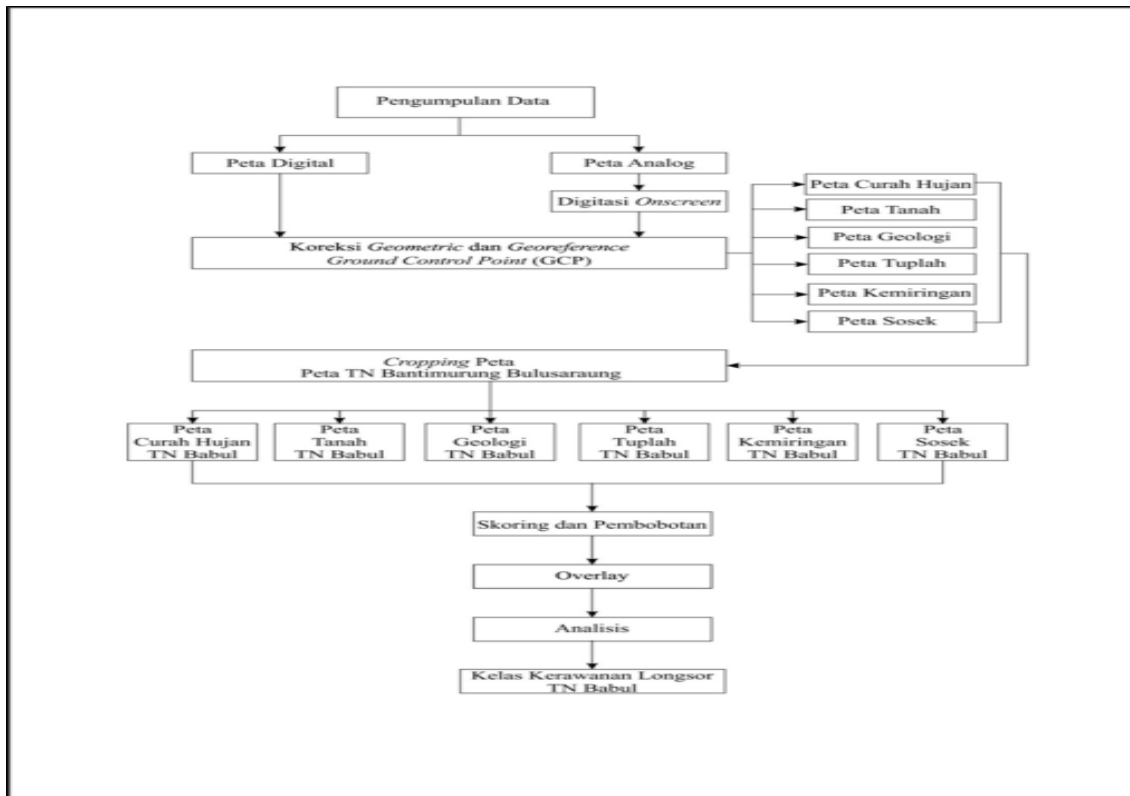 Pengumpulan Data
Peta Digital
Peta Analog
Digitasi Onscreen
Koreksi Geometric dan Georeference
Ground Control Point (GCP)
Peta Curah Hujan
Peta Tanah
Peta Geologi
Peta Tuplah
Peta Kemiringan
Peta Sosek
Cropping Peta
Peta TN Bantimurung Bulusaraung
Peta
Curah Hujan
TN Babul
Peta
Tanah
TN Babul
Peta
Geologi
TN Babul
Peta
Tuplah
TN Babul
Peta
Kemiringan
TN Babul
Peta
Sosek
TN Babul
Skoring dan Pembobotan
Overlay
Analisis
Kelas Kerawanan Longsor
TN Babul